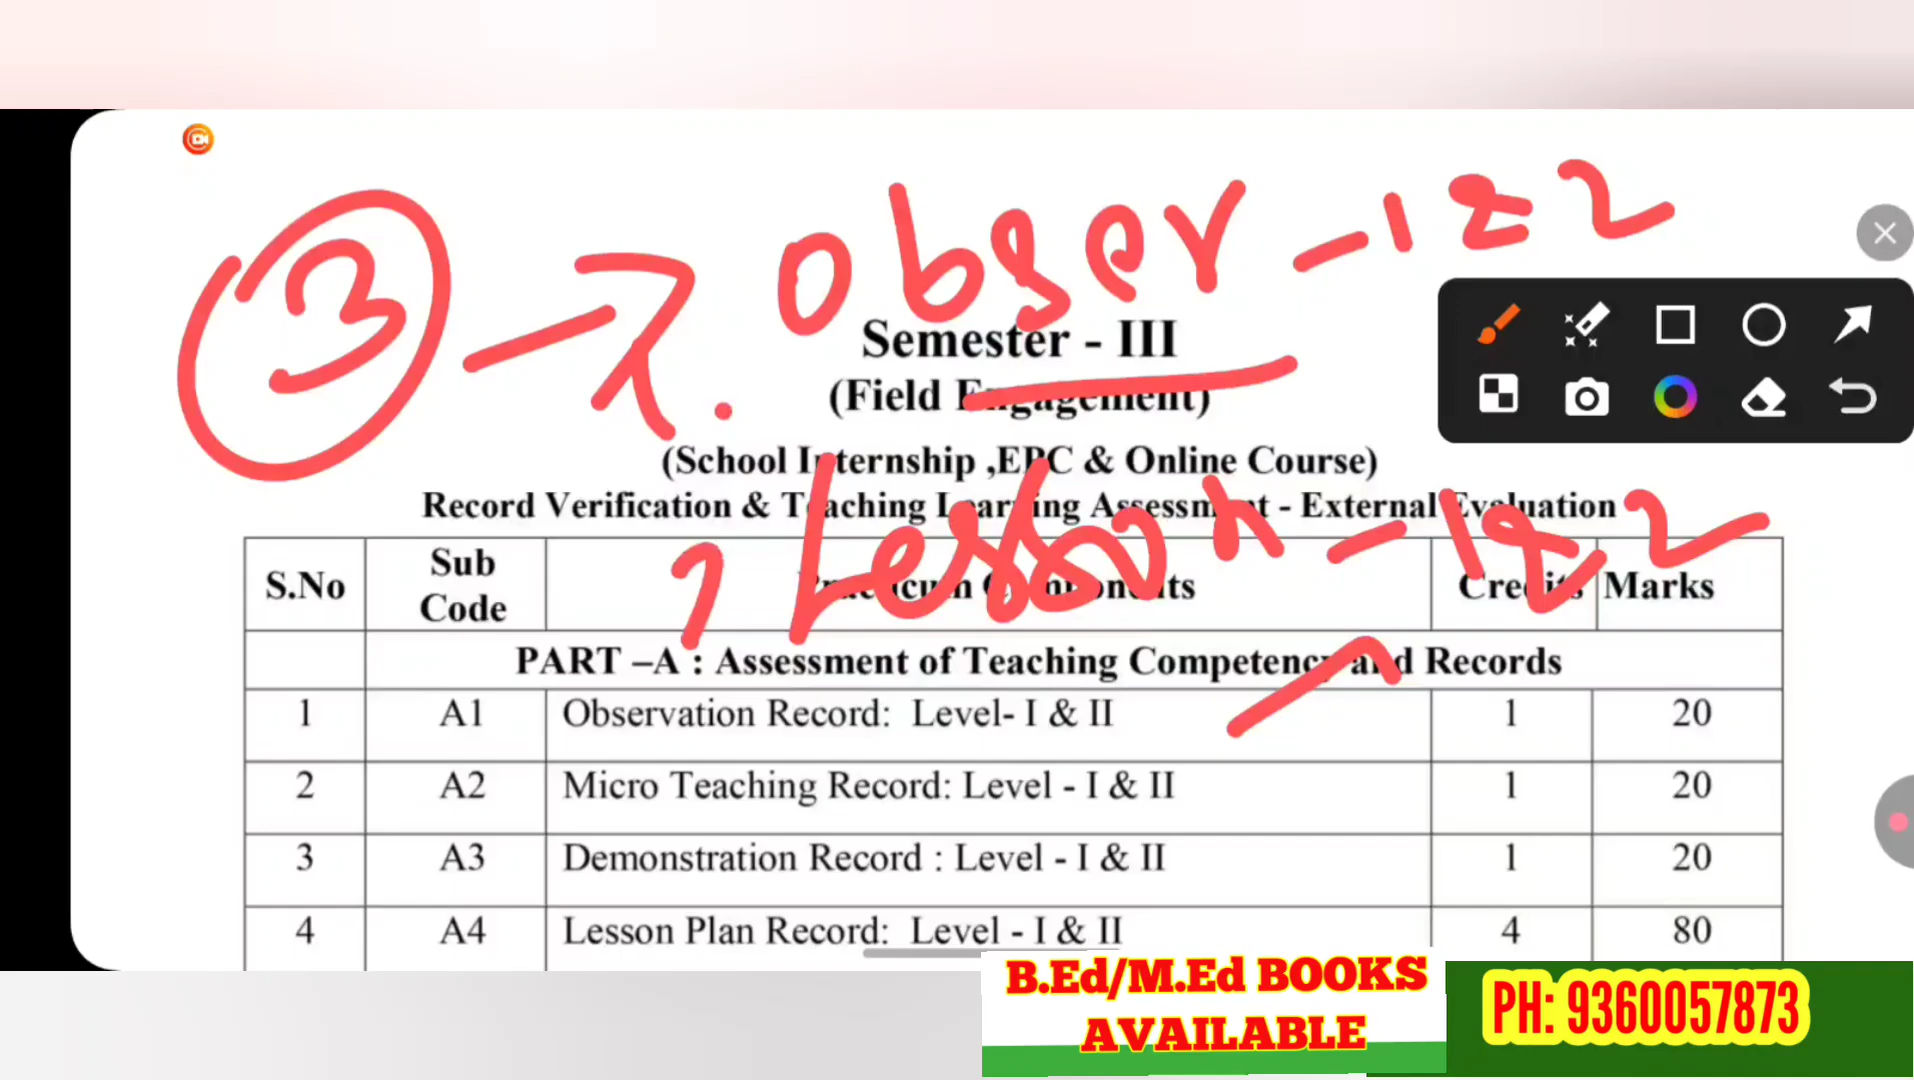 3 → 7. Obser - 1 & 2
Semester - III
(Field Engagement)
(School Internship ,EPC & Online Course)
Record Verification & Teaching Learning Assessment - External Evaluation
, Lesson - 1 & 2
S.No Sub Code Practicum Components Credits Marks
PART –A : Assessment of Teaching Competency and Records
1 A1 Observation Record: Level- I & II 1 20
2 A2 Micro Teaching Record: Level - I & II 1 20
3 A3 Demonstration Record : Level - I & II 1 20
4 A4 Lesson Plan Record: Level - I & II 4 80
B.Ed/M.Ed BOOKS
AVAILABLE
PH: 9360057873